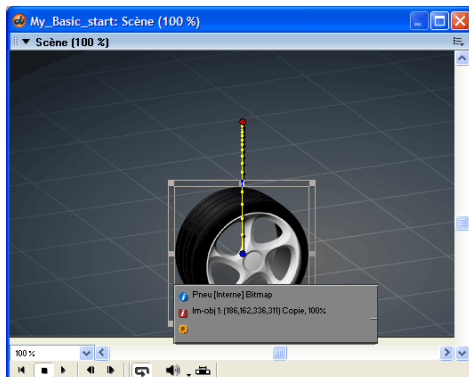 My_Basic_start: Scène (100 %)
Scène (100 %)
Pneu [Interne] Bitmap
Im-obj 1: (186,162,336,311) Copie, 100%
100 %